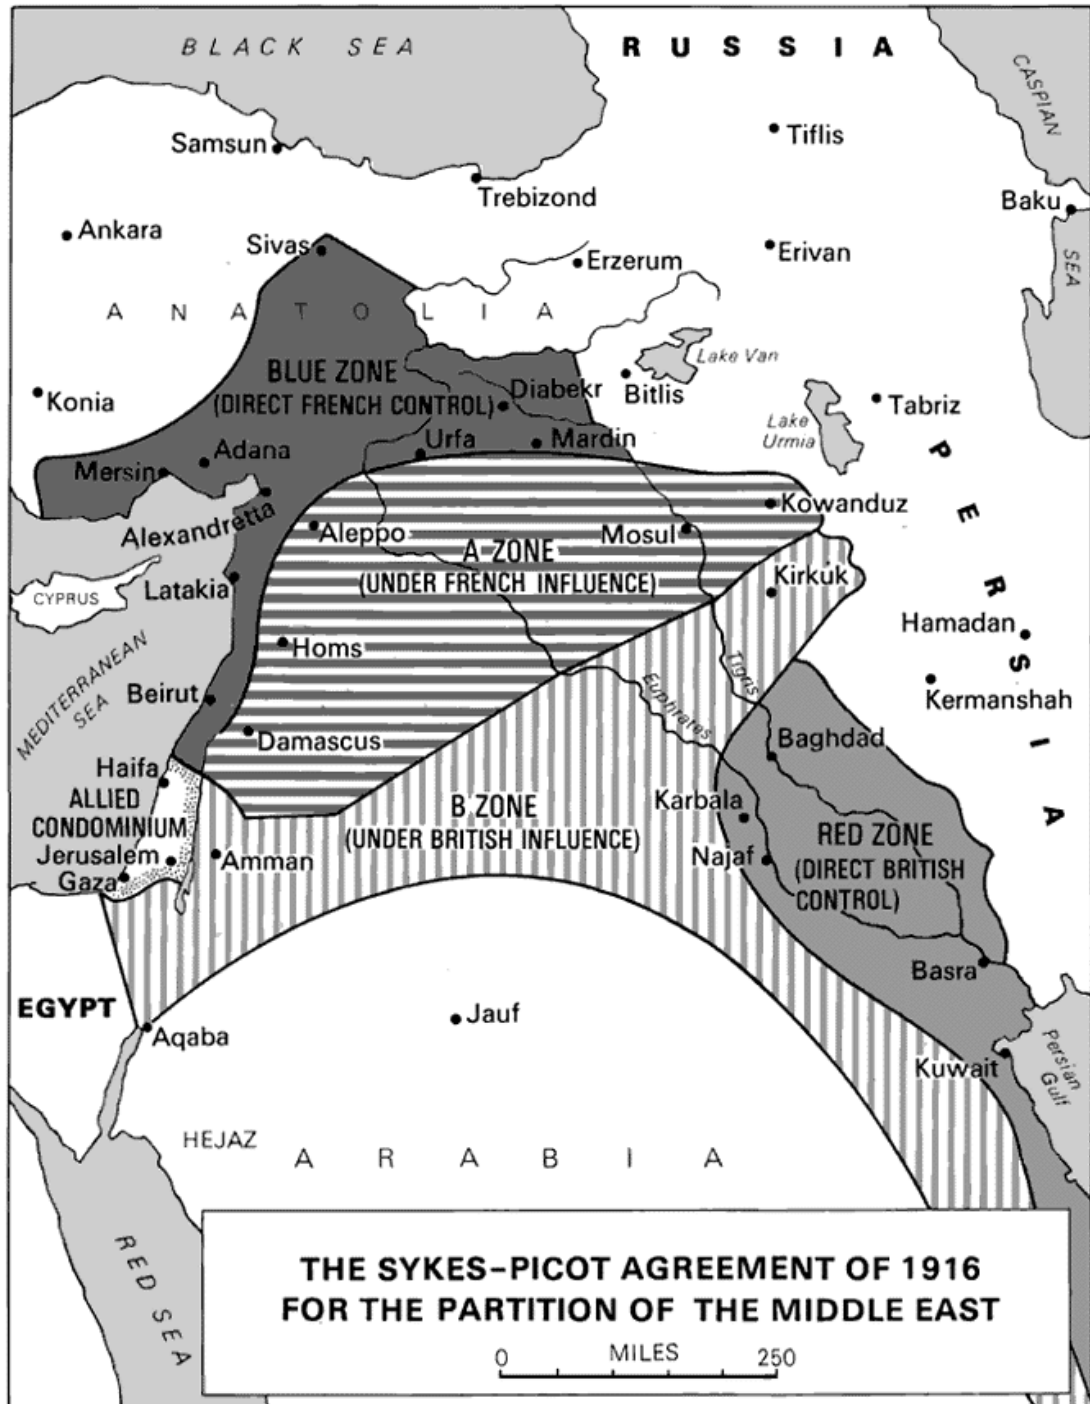 BLACK SEA
RUSSIA
CASPIAN
SEA
Samsun
Tiflis
Trebizond
Baku
Ankara
Sivas
Erzerum
Erivan
ANATOLIA
Lake Van
BLUE ZONE
(DIRECT FRENCH CONTROL)
Diabekr
Bitlis
Konia
Tabriz
Lake
Urmia
Urfa
Mardin
Adana
Mersin
PERSIA
Kowanduz
Alexandretta
Aleppo
Mosul
A ZONE
(UNDER FRENCH INFLUENCE)
Kirkuk
Latakia
CYPRUS
Hamadan
Homs
MEDITERRANEAN
SEA
Tigris
Euphrates
Beirut
Kermanshah
Damascus
Baghdad
Haifa
ALLIED
CONDOMINIUM
Jerusalem
Gaza
Karbala
B ZONE
(UNDER BRITISH INFLUENCE)
RED ZONE
(DIRECT BRITISH
CONTROL)
Amman
Najaf
Basra
EGYPT
Jauf
Aqaba
Kuwait
Persian
Gulf
HEJAZ
ARABIA
RED SEA
THE SYKES-PICOT AGREEMENT OF 1916
FOR THE PARTITION OF THE MIDDLE EAST
0 MILES 250